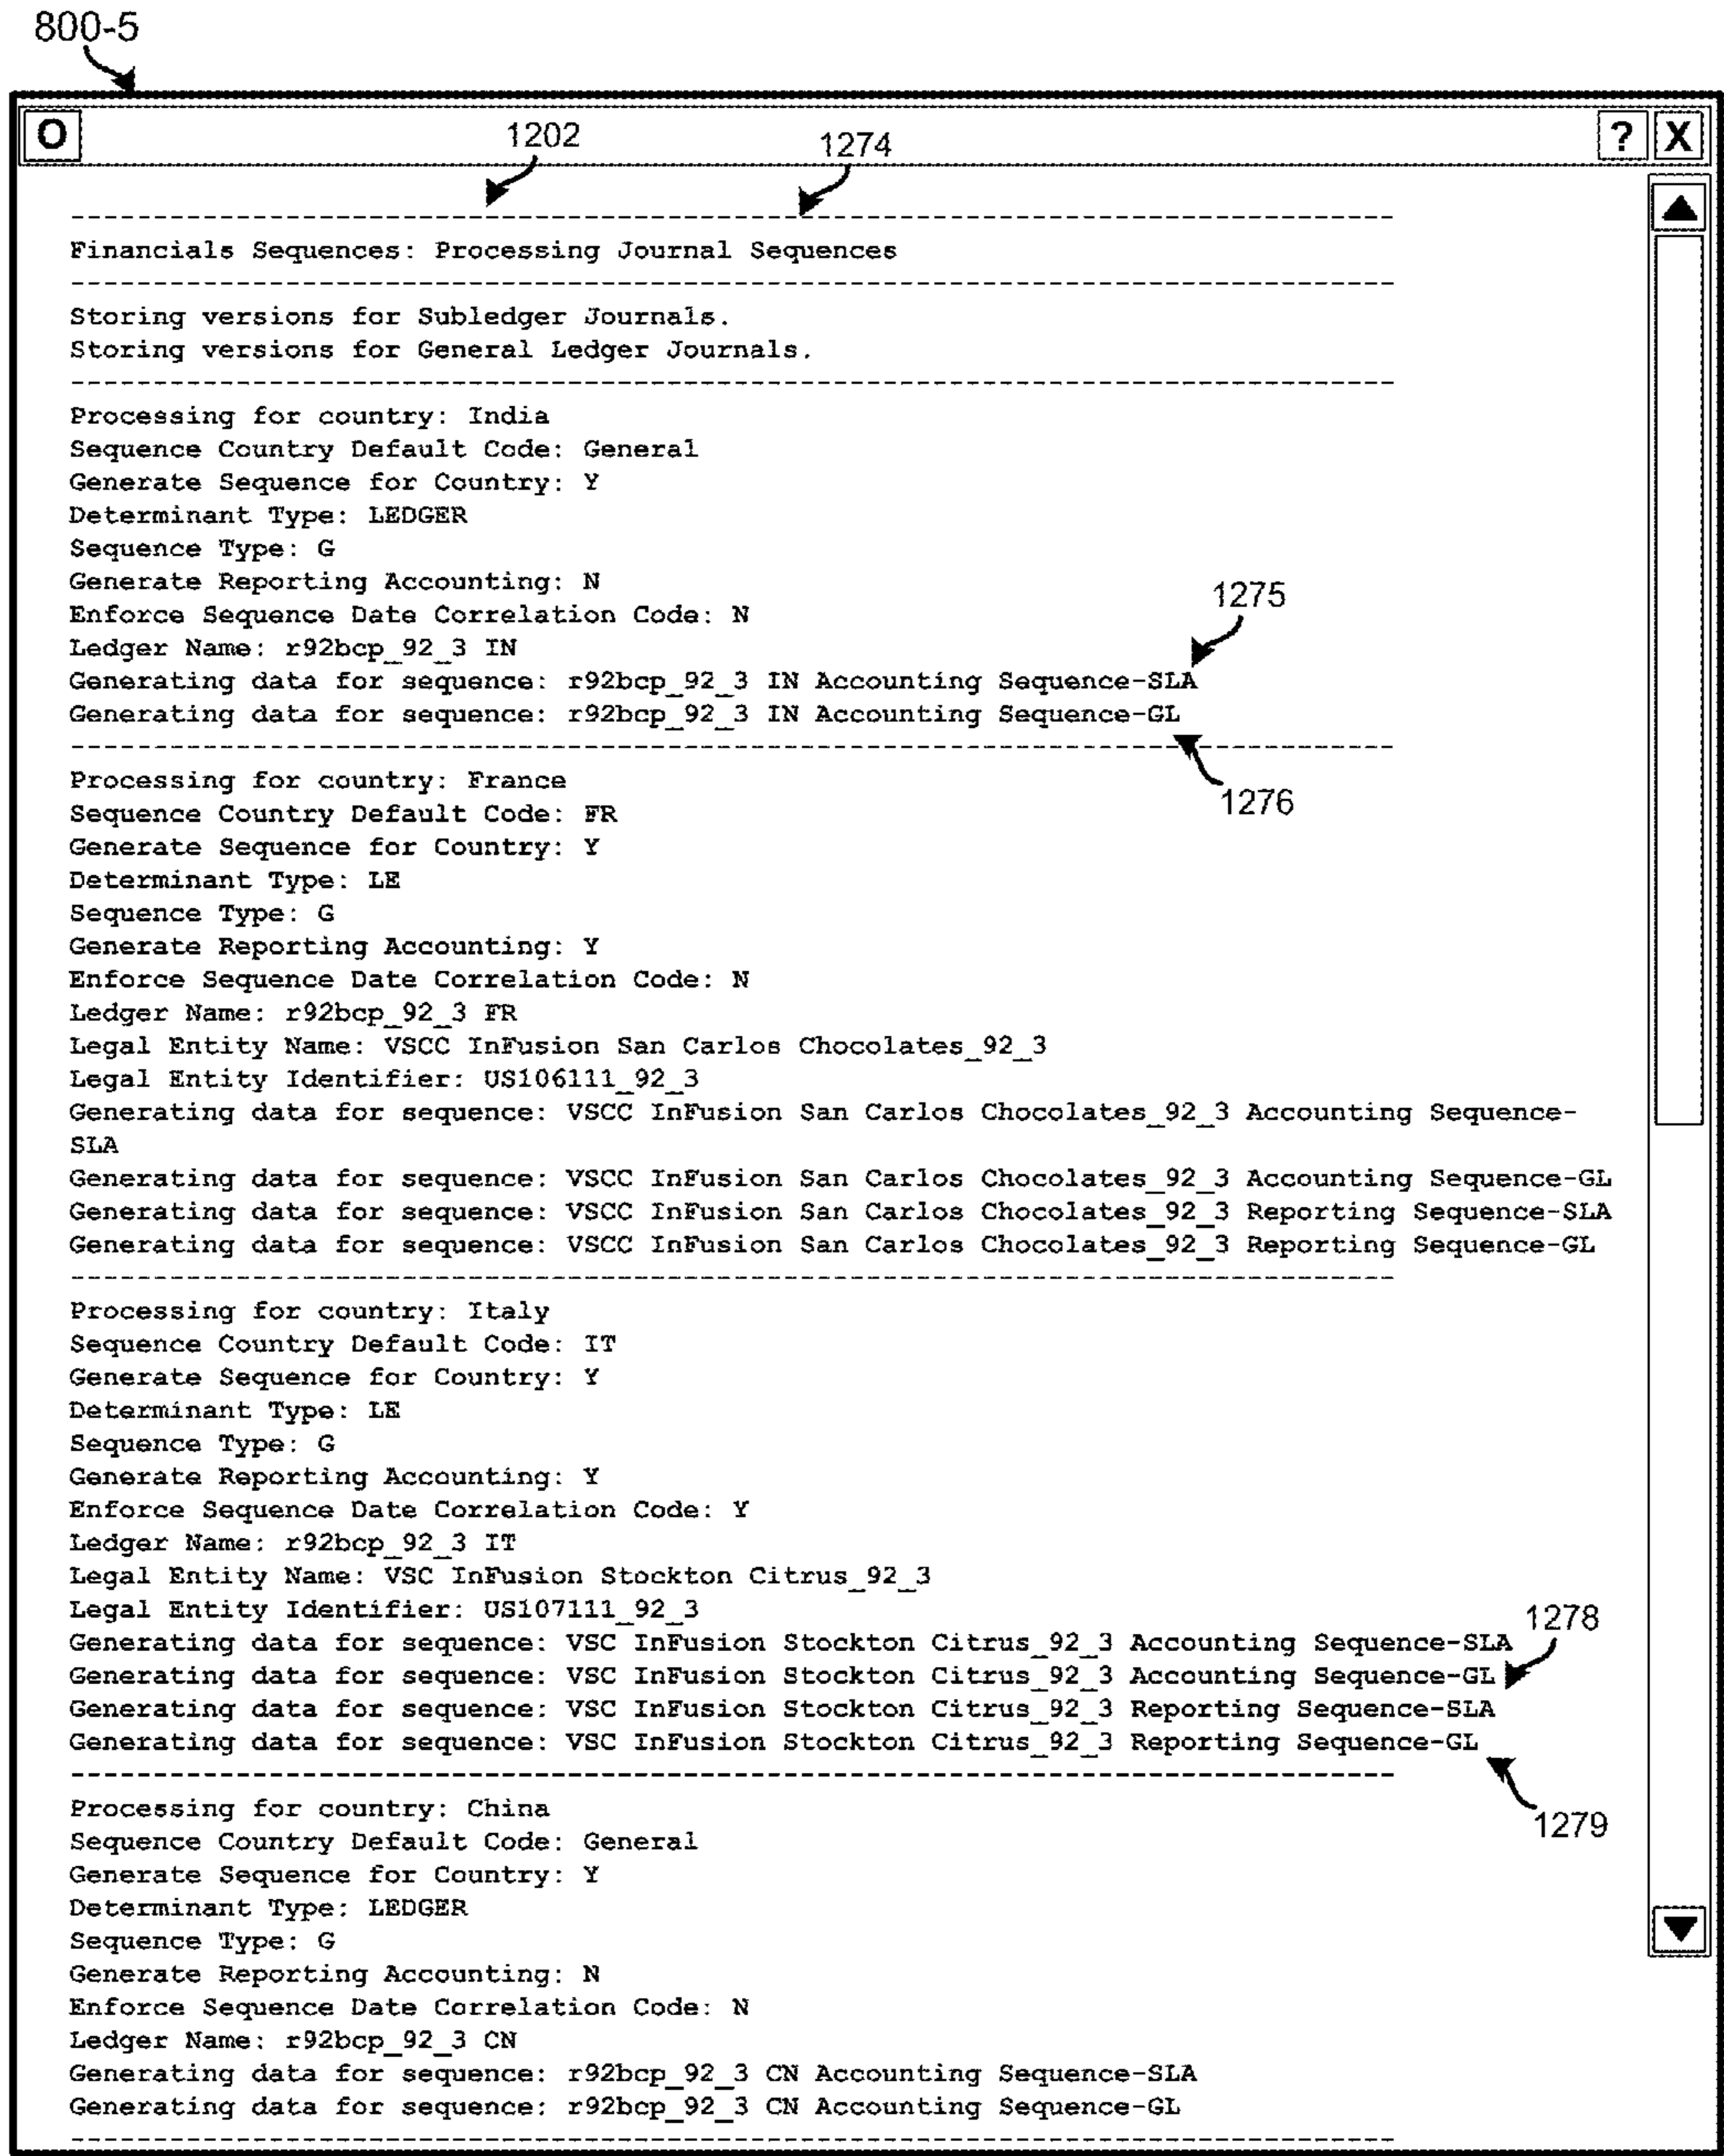 800-5
O ? X
1202 1274
--------------------------------------------------------------------------------
Financials Sequences: Processing Journal Sequences
--------------------------------------------------------------------------------
Storing versions for Subledger Journals.
Storing versions for General Ledger Journals.
--------------------------------------------------------------------------------
Processing for country: India
Sequence Country Default Code: General
Generate Sequence for Country: Y
Determinant Type: LEDGER
Sequence Type: G
Generate Reporting Accounting: N
1275
Enforce Sequence Date Correlation Code: N
Ledger Name: r92bcp_92_3 IN
Generating data for sequence: r92bcp_92_3 IN Accounting Sequence-SLA
Generating data for sequence: r92bcp_92_3 IN Accounting Sequence-GL
--------------------------------------------------------------------------------
Processing for country: France
1276
Sequence Country Default Code: FR
Generate Sequence for Country: Y
Determinant Type: LE
Sequence Type: G
Generate Reporting Accounting: Y
Enforce Sequence Date Correlation Code: N
Ledger Name: r92bcp_92_3 FR
Legal Entity Name: VSCC InFusion San Carlos Chocolates_92_3
Legal Entity Identifier: US106111_92_3
Generating data for sequence: VSCC InFusion San Carlos Chocolates_92_3 Accounting Sequence-
SLA
Generating data for sequence: VSCC InFusion San Carlos Chocolates_92_3 Accounting Sequence-GL
Generating data for sequence: VSCC InFusion San Carlos Chocolates_92_3 Reporting Sequence-SLA
Generating data for sequence: VSCC InFusion San Carlos Chocolates_92_3 Reporting Sequence-GL
--------------------------------------------------------------------------------
Processing for country: Italy
Sequence Country Default Code: IT
Generate Sequence for Country: Y
Determinant Type: LE
Sequence Type: G
Generate Reporting Accounting: Y
Enforce Sequence Date Correlation Code: Y
Ledger Name: r92bcp_92_3 IT
Legal Entity Name: VSC InFusion Stockton Citrus_92_3
Legal Entity Identifier: US107111_92_3
1278
Generating data for sequence: VSC InFusion Stockton Citrus_92_3 Accounting Sequence-SLA
Generating data for sequence: VSC InFusion Stockton Citrus_92_3 Accounting Sequence-GL
Generating data for sequence: VSC InFusion Stockton Citrus_92_3 Reporting Sequence-SLA
Generating data for sequence: VSC InFusion Stockton Citrus_92_3 Reporting Sequence-GL
--------------------------------------------------------------------------------
Processing for country: China
1279
Sequence Country Default Code: General
Generate Sequence for Country: Y
Determinant Type: LEDGER
Sequence Type: G
Generate Reporting Accounting: N
Enforce Sequence Date Correlation Code: N
Ledger Name: r92bcp_92_3 CN
Generating data for sequence: r92bcp_92_3 CN Accounting Sequence-SLA
Generating data for sequence: r92bcp_92_3 CN Accounting Sequence-GL
--------------------------------------------------------------------------------